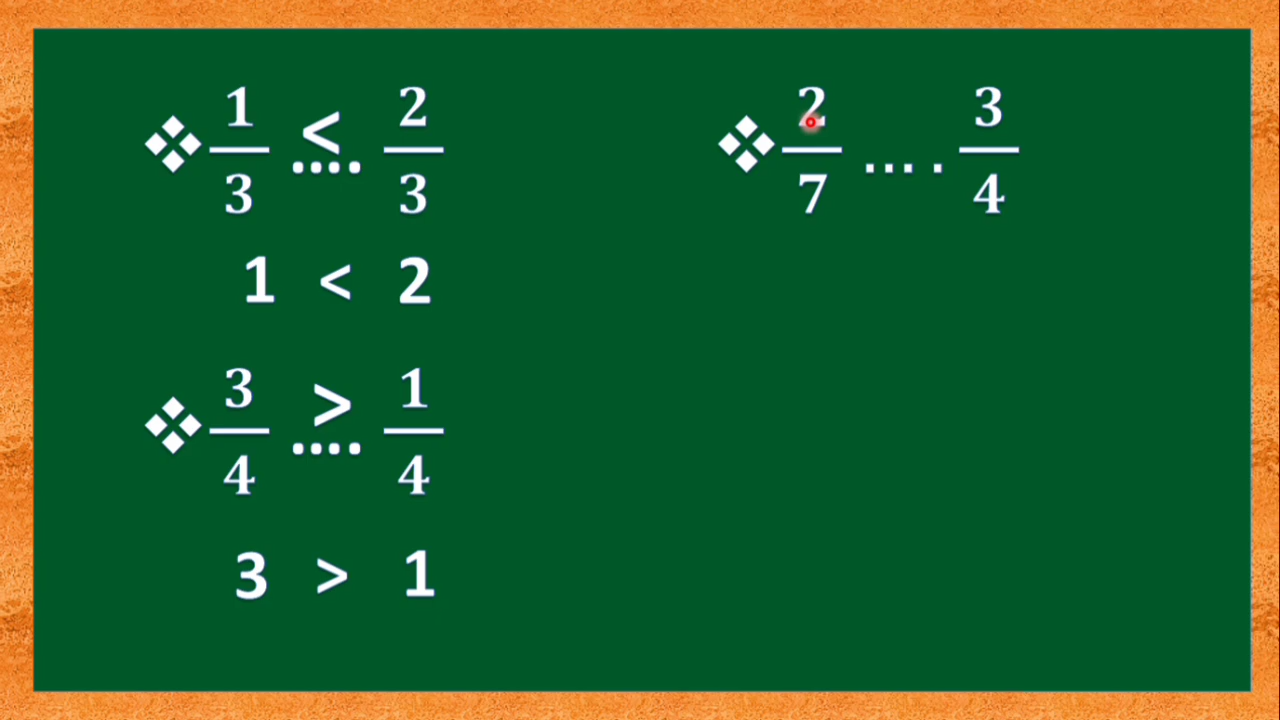 ❖ 1/3 <.... 2/3
1 < 2
❖ 3/4 >.... 1/4
3 > 1
❖ 2/7 .... 3/4